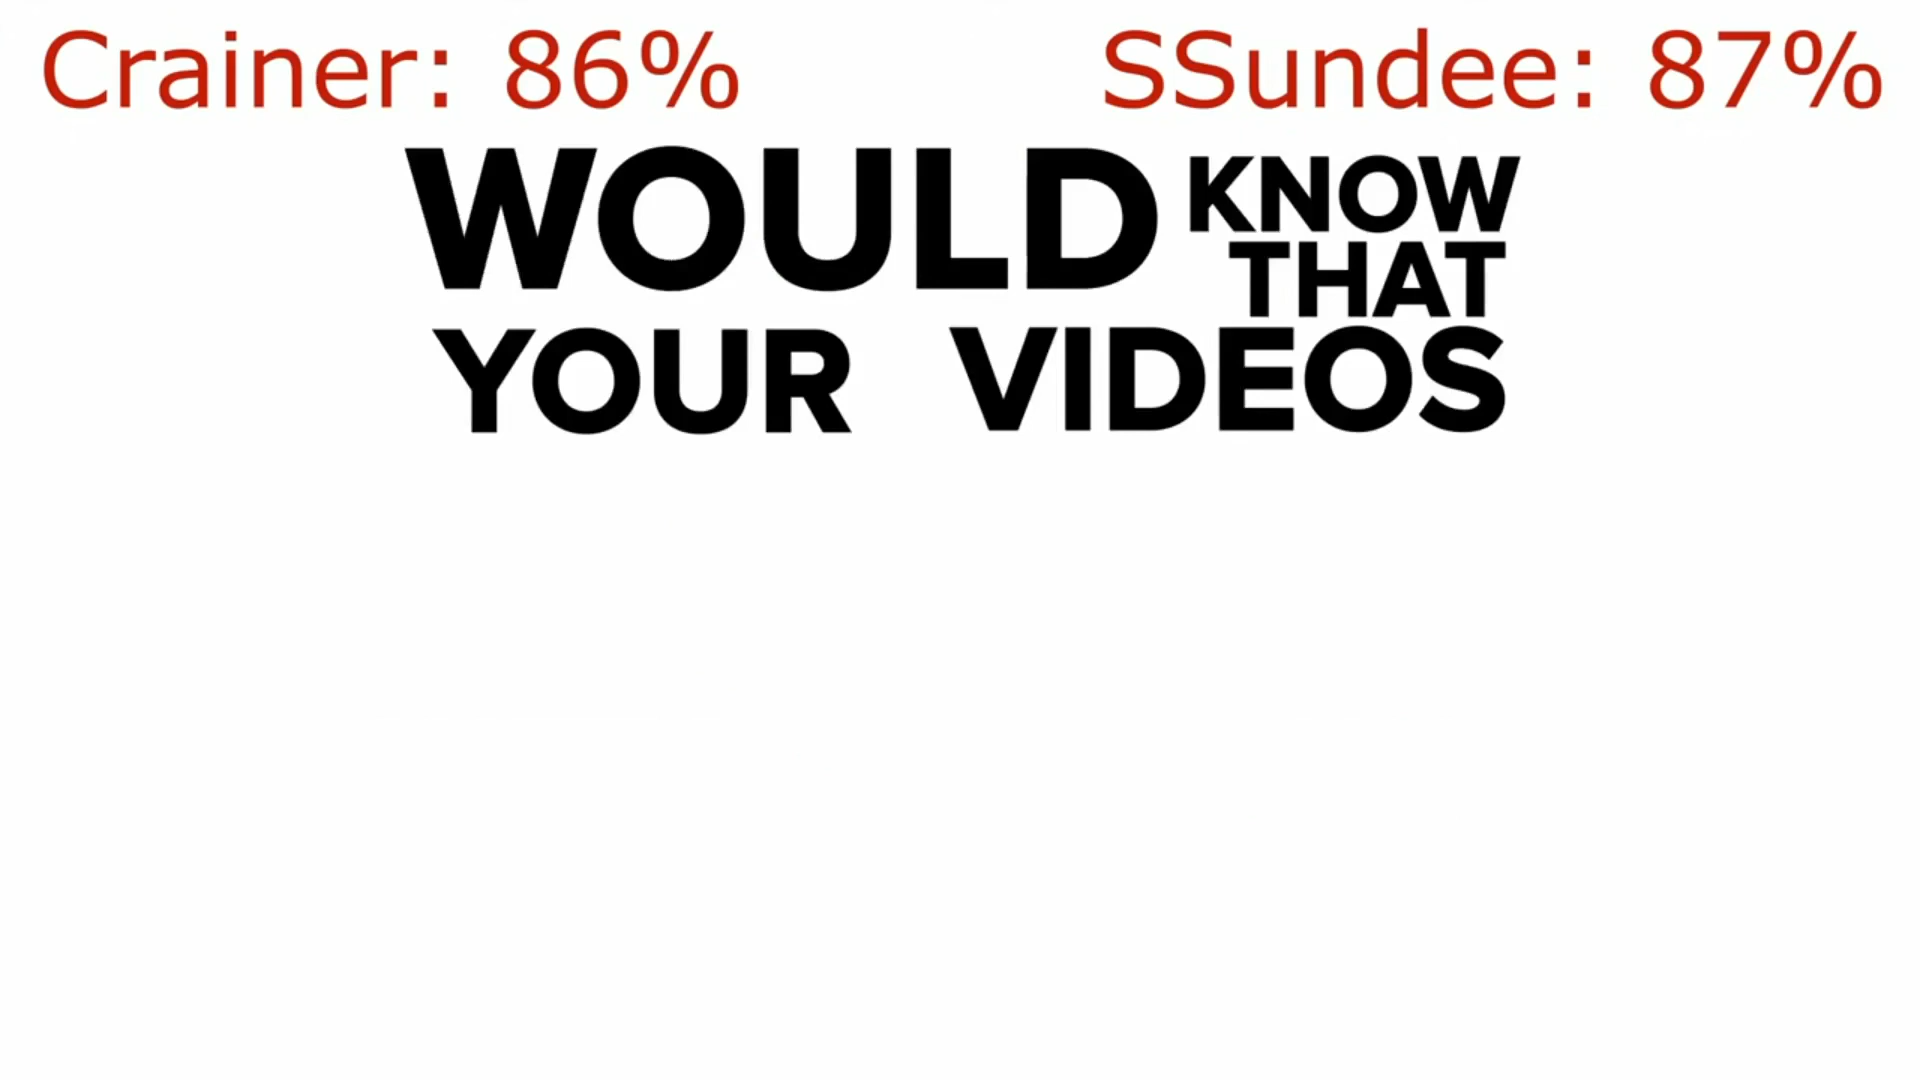 Crainer: 86%
SSundee: 87%
WOULD KNOW
THAT
YOUR VIDEOS